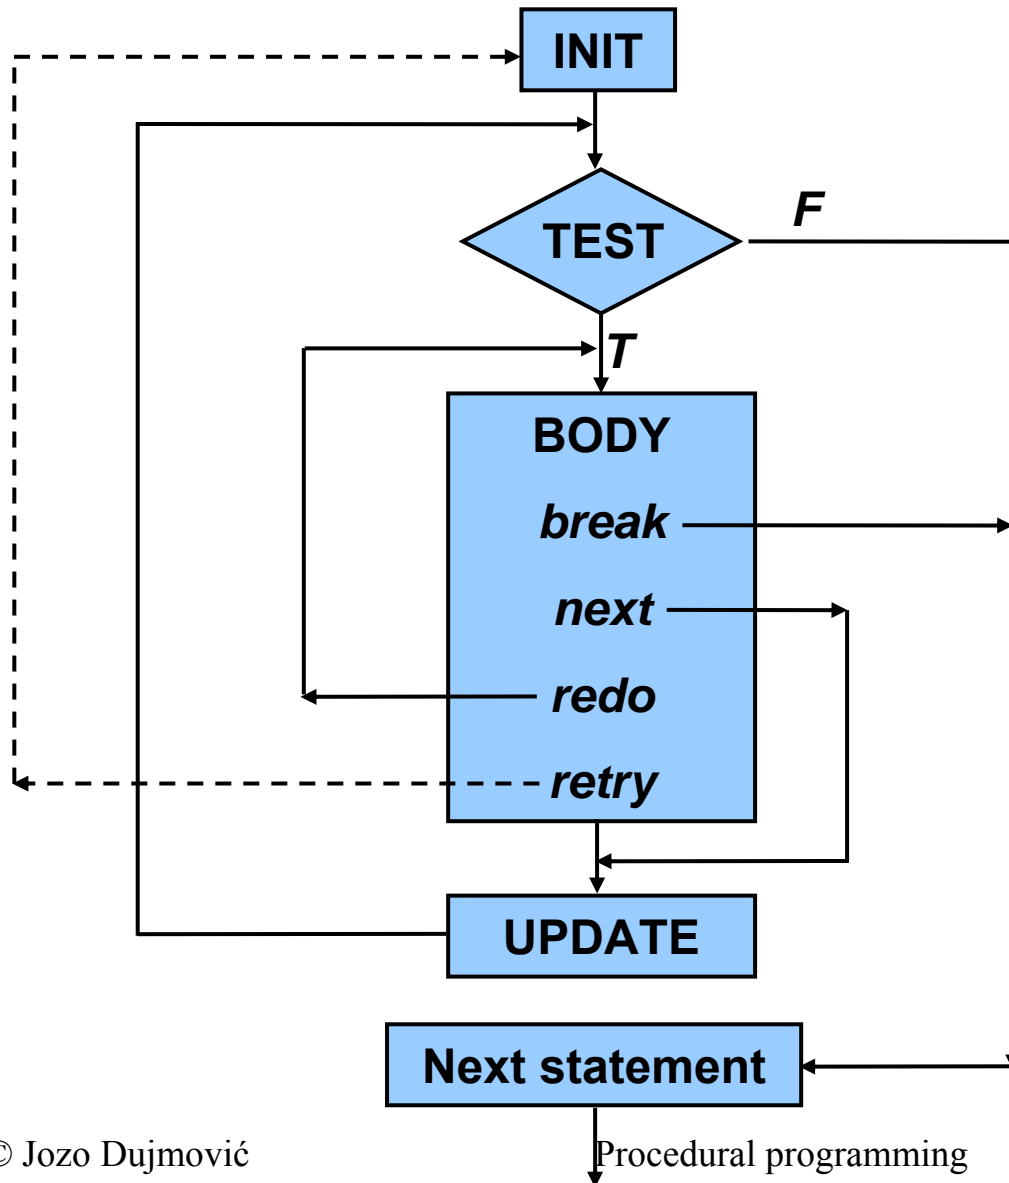 INIT
TEST
F
T
BODY
break
next
redo
retry
UPDATE
Next statement
© Jozo Dujmović Procedural programming